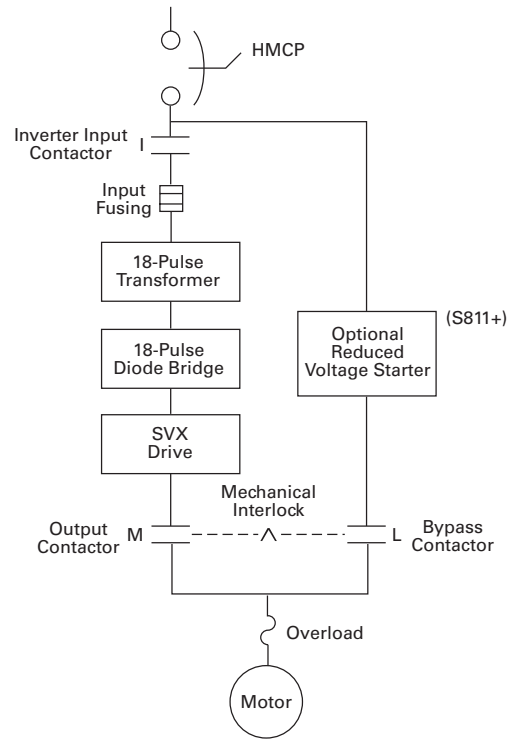 HMCP
Inverter Input
Contactor
I
Input
Fusing
18-Pulse
Transformer
18-Pulse
Diode Bridge
SVX
Drive
(S811+)
Optional
Reduced
Voltage Starter
Mechanical
Interlock
Output
Contactor
M
L
Bypass
Contactor
Overload
Motor